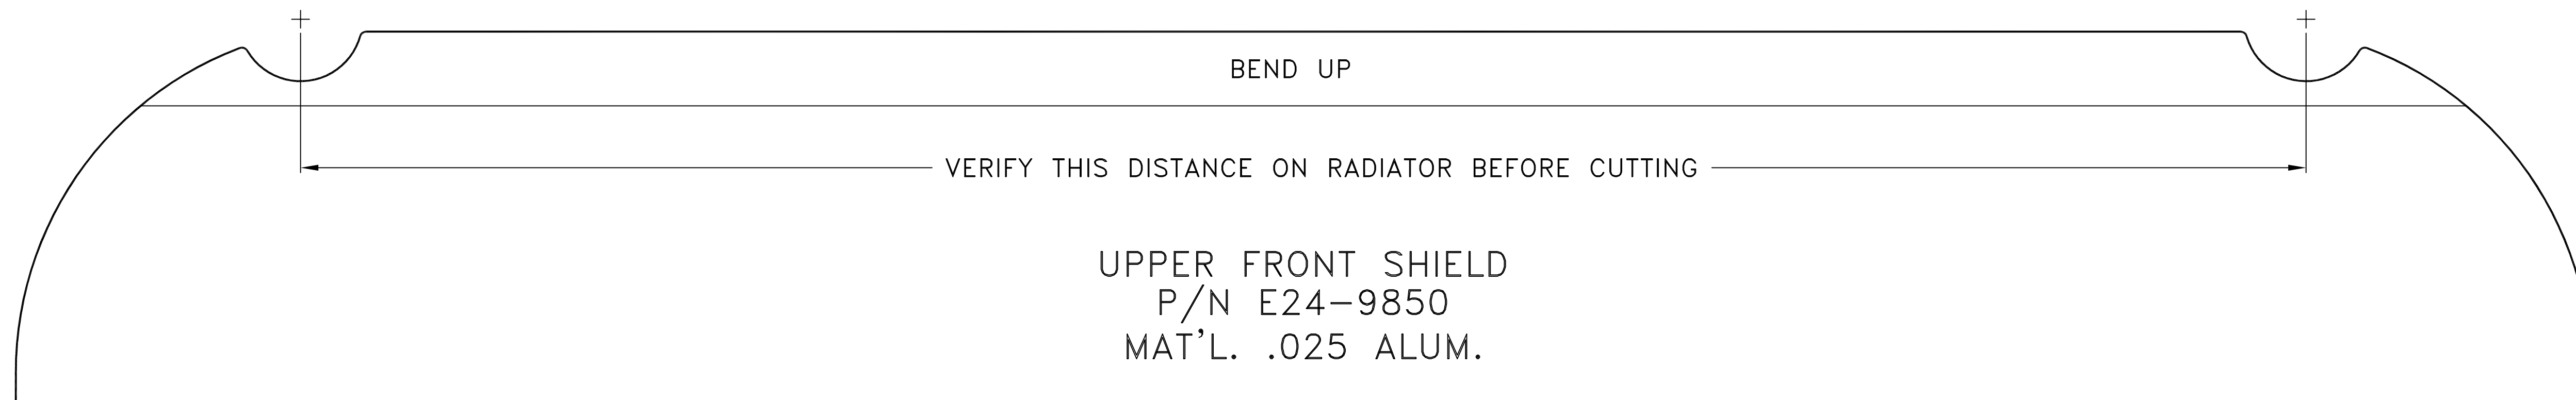 BEND UP
VERIFY THIS DISTANCE ON RADIATOR BEFORE CUTTING
UPPER FRONT SHIELD
P/N E24-9850
MAT'L. .025 ALUM.